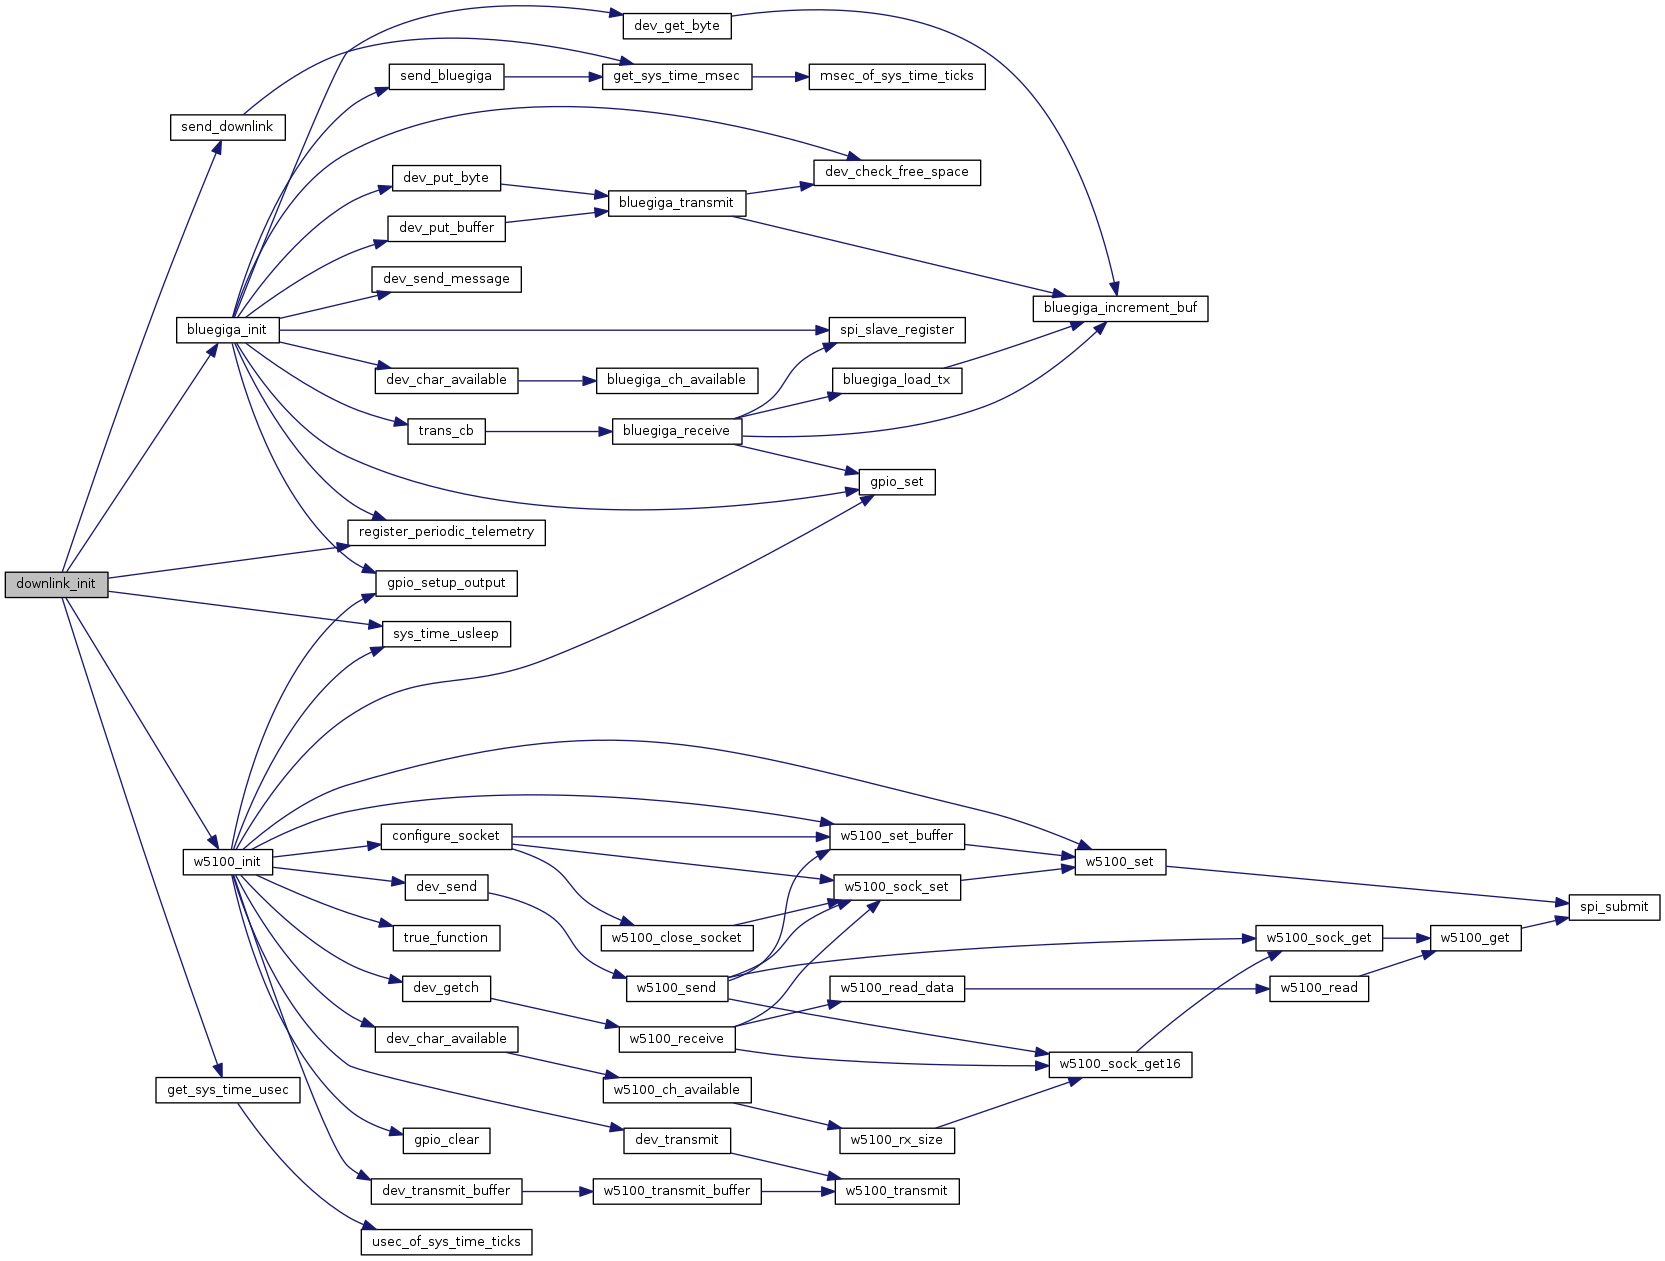 dev_get_byte
send_bluegiga
get_sys_time_msec
msec_of_sys_time_ticks
send_downlink
dev_check_free_space
dev_put_byte
bluegiga_transmit
dev_put_buffer
dev_send_message
bluegiga_increment_buf
bluegiga_init
spi_slave_register
dev_char_available
bluegiga_ch_available
bluegiga_load_tx
trans_cb
bluegiga_receive
gpio_set
register_periodic_telemetry
downlink_init
gpio_setup_output
sys_time_usleep
configure_socket
w5100_set_buffer
w5100_init
w5100_set
dev_send
w5100_sock_set
spi_submit
true_function
w5100_close_socket
w5100_sock_get
w5100_get
dev_getch
w5100_send
w5100_read_data
w5100_read
dev_char_available
w5100_receive
w5100_sock_get16
get_sys_time_usec
w5100_ch_available
gpio_clear
dev_transmit
w5100_rx_size
dev_transmit_buffer
w5100_transmit_buffer
w5100_transmit
usec_of_sys_time_ticks